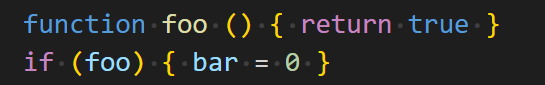 function foo () { return true }
if (foo) { bar = 0 }